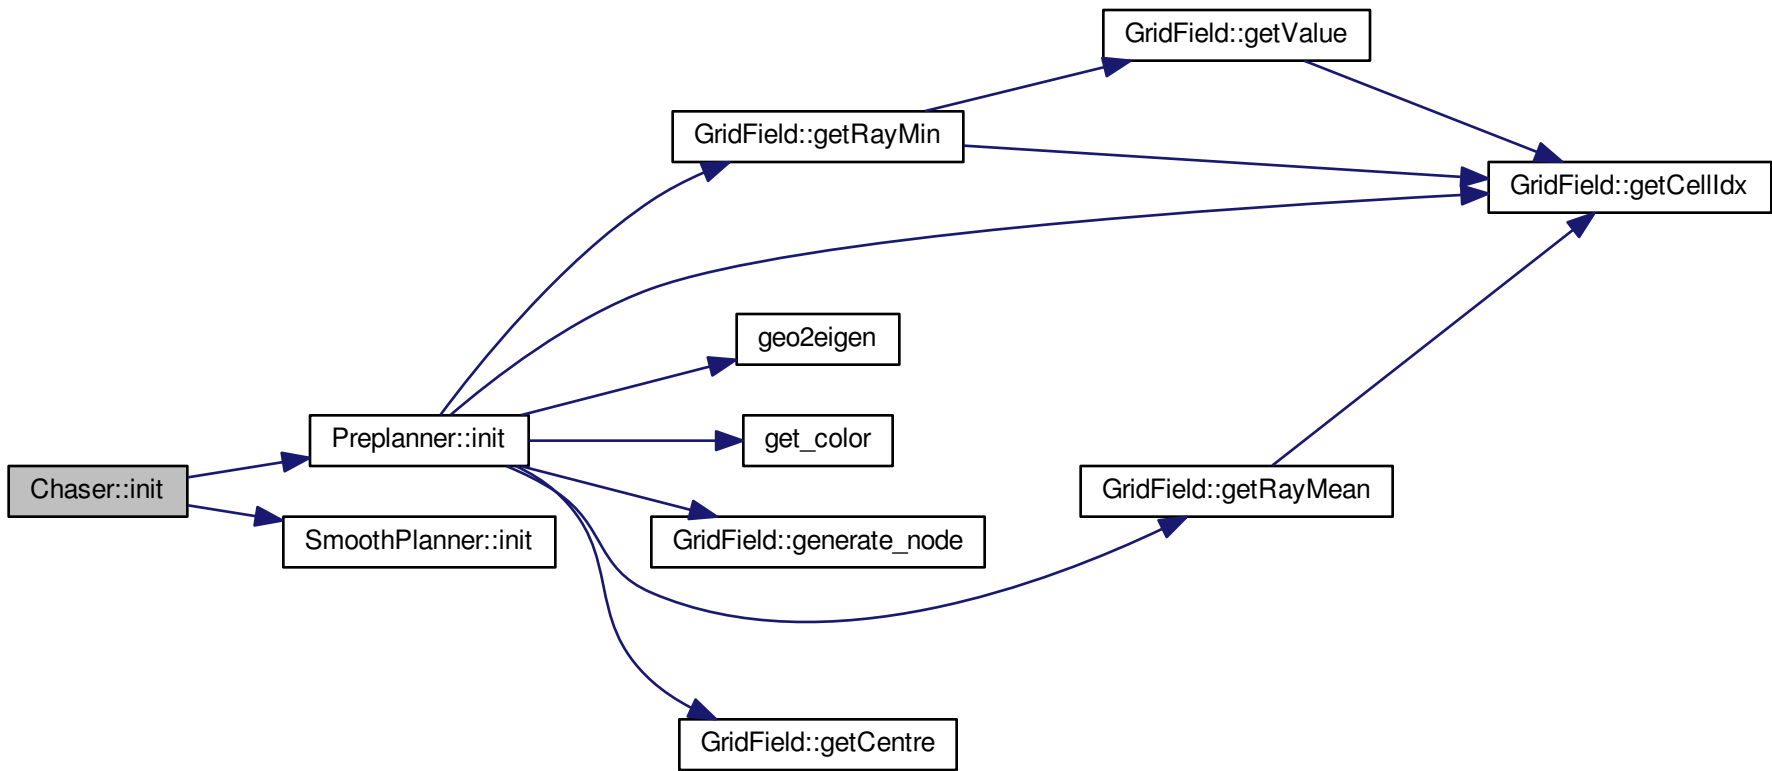 GridField::getValue
GridField::getRayMin
GridField::getCellIdx
geo2eigen
Preplanner::init
get_color
Chaser::init
GridField::getRayMean
SmoothPlanner::init
GridField::generate_node
GridField::getCentre